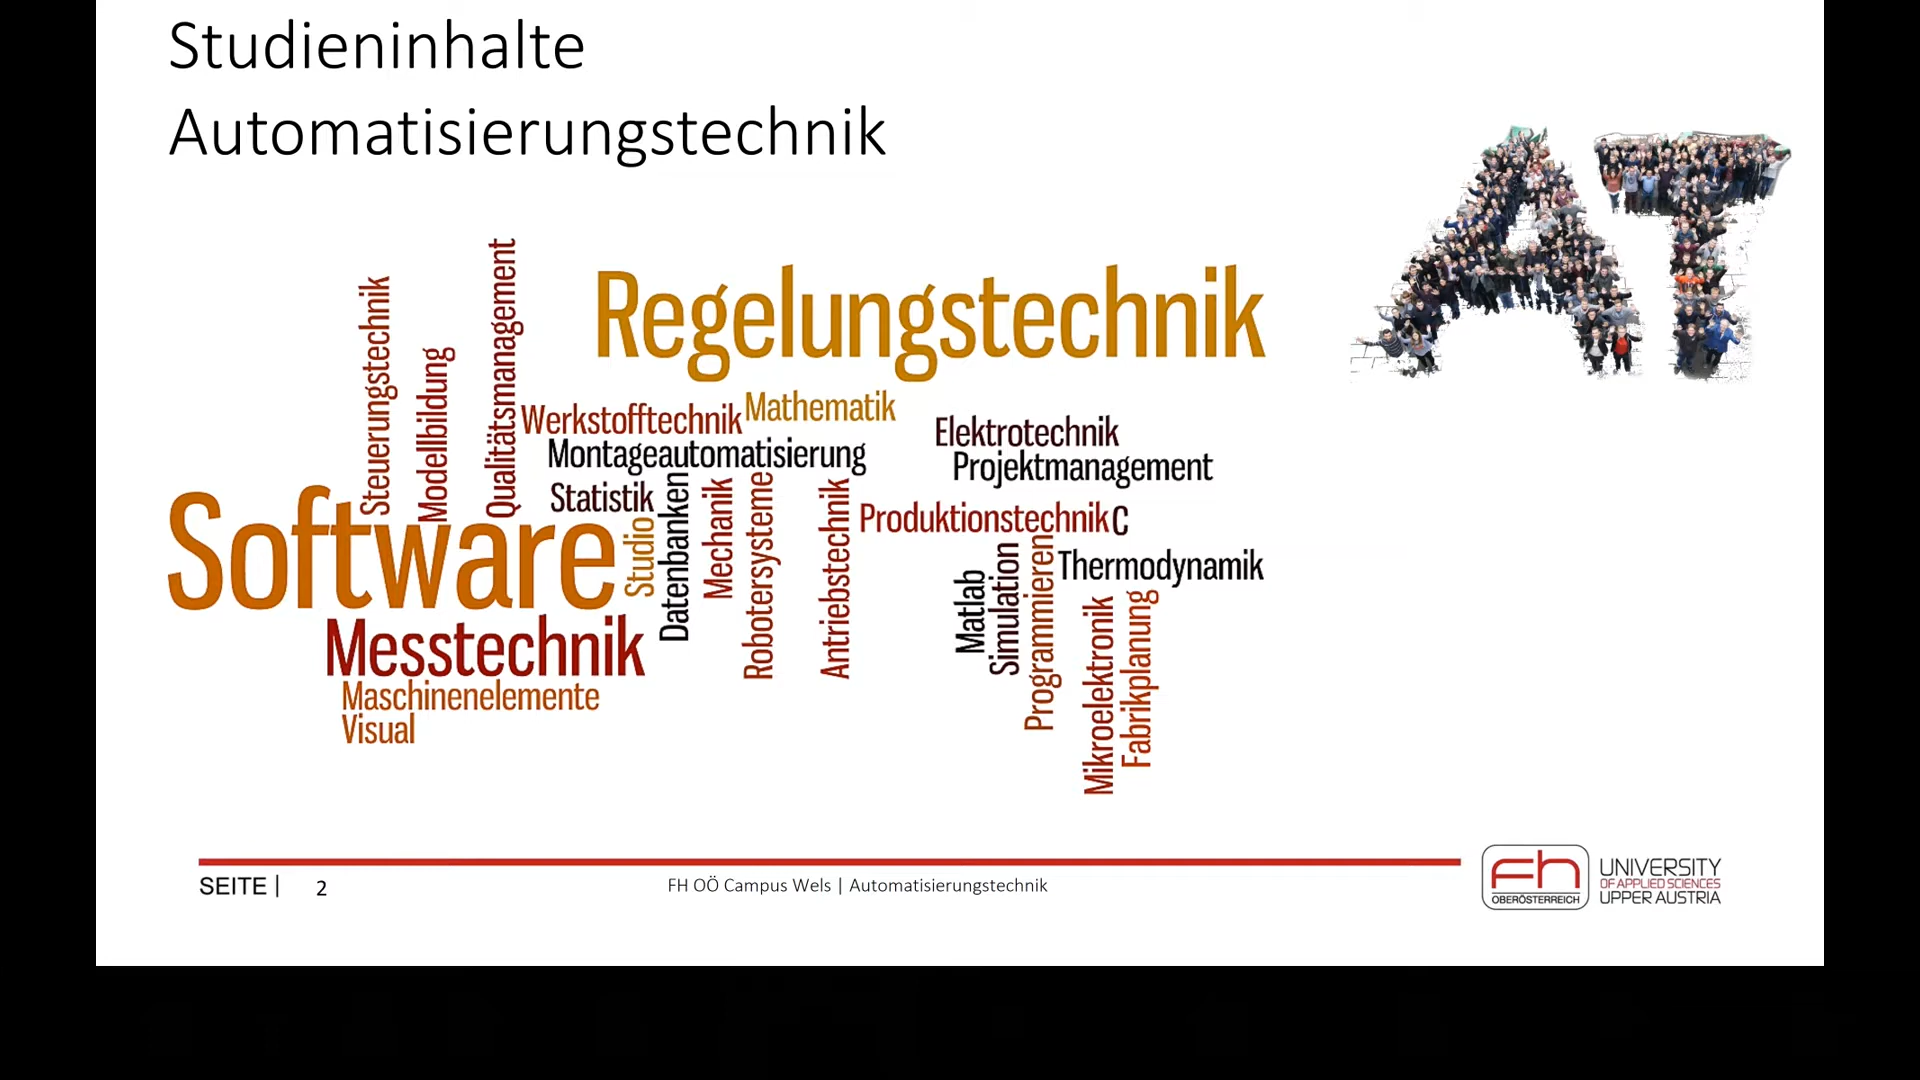 Studieninhalte
Automatisierungstechnik
Steuerungstechnik
Modellbildung
Qualitätsmanagement
Regelungstechnik
Werkstofftechnik
Mathematik
Montageautomatisierung
Elektrotechnik
Projektmanagement
Statistik
Software
Studio
Datenbanken
Mechanik
Robotersysteme
Antriebstechnik
Produktionstechnik
C
Thermodynamik
Matlab
Simulation
Programmieren
Mikroelektronik
Fabrikplanung
Messtechnik
Maschinenelemente
Visual
AT
SEITE | 2
FH OÖ Campus Wels | Automatisierungstechnik
fh
OBERÖSTERREICH
UNIVERSITY
OF APPLIED SCIENCES
UPPER AUSTRIA